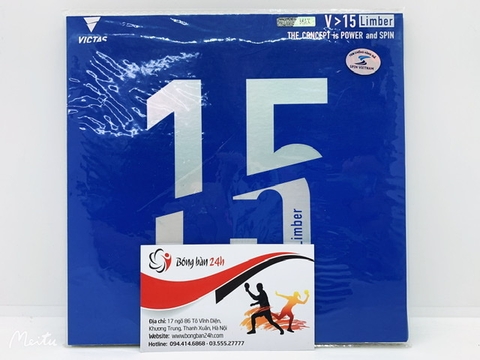 VICTAS
V>15 Limber
THE CONCEPT is POWER and SPIN
SPIN VIETNAM
15
Limber
Bóng bàn 24h
Địa chỉ: 17 ngõ 86 Tô Vĩnh Diện,
Khương Trung, Thanh Xuân, Hà Nội
Website: www.bongban24h.com
Hotline: 094.414.6868 - 03.555.27777
Meitu